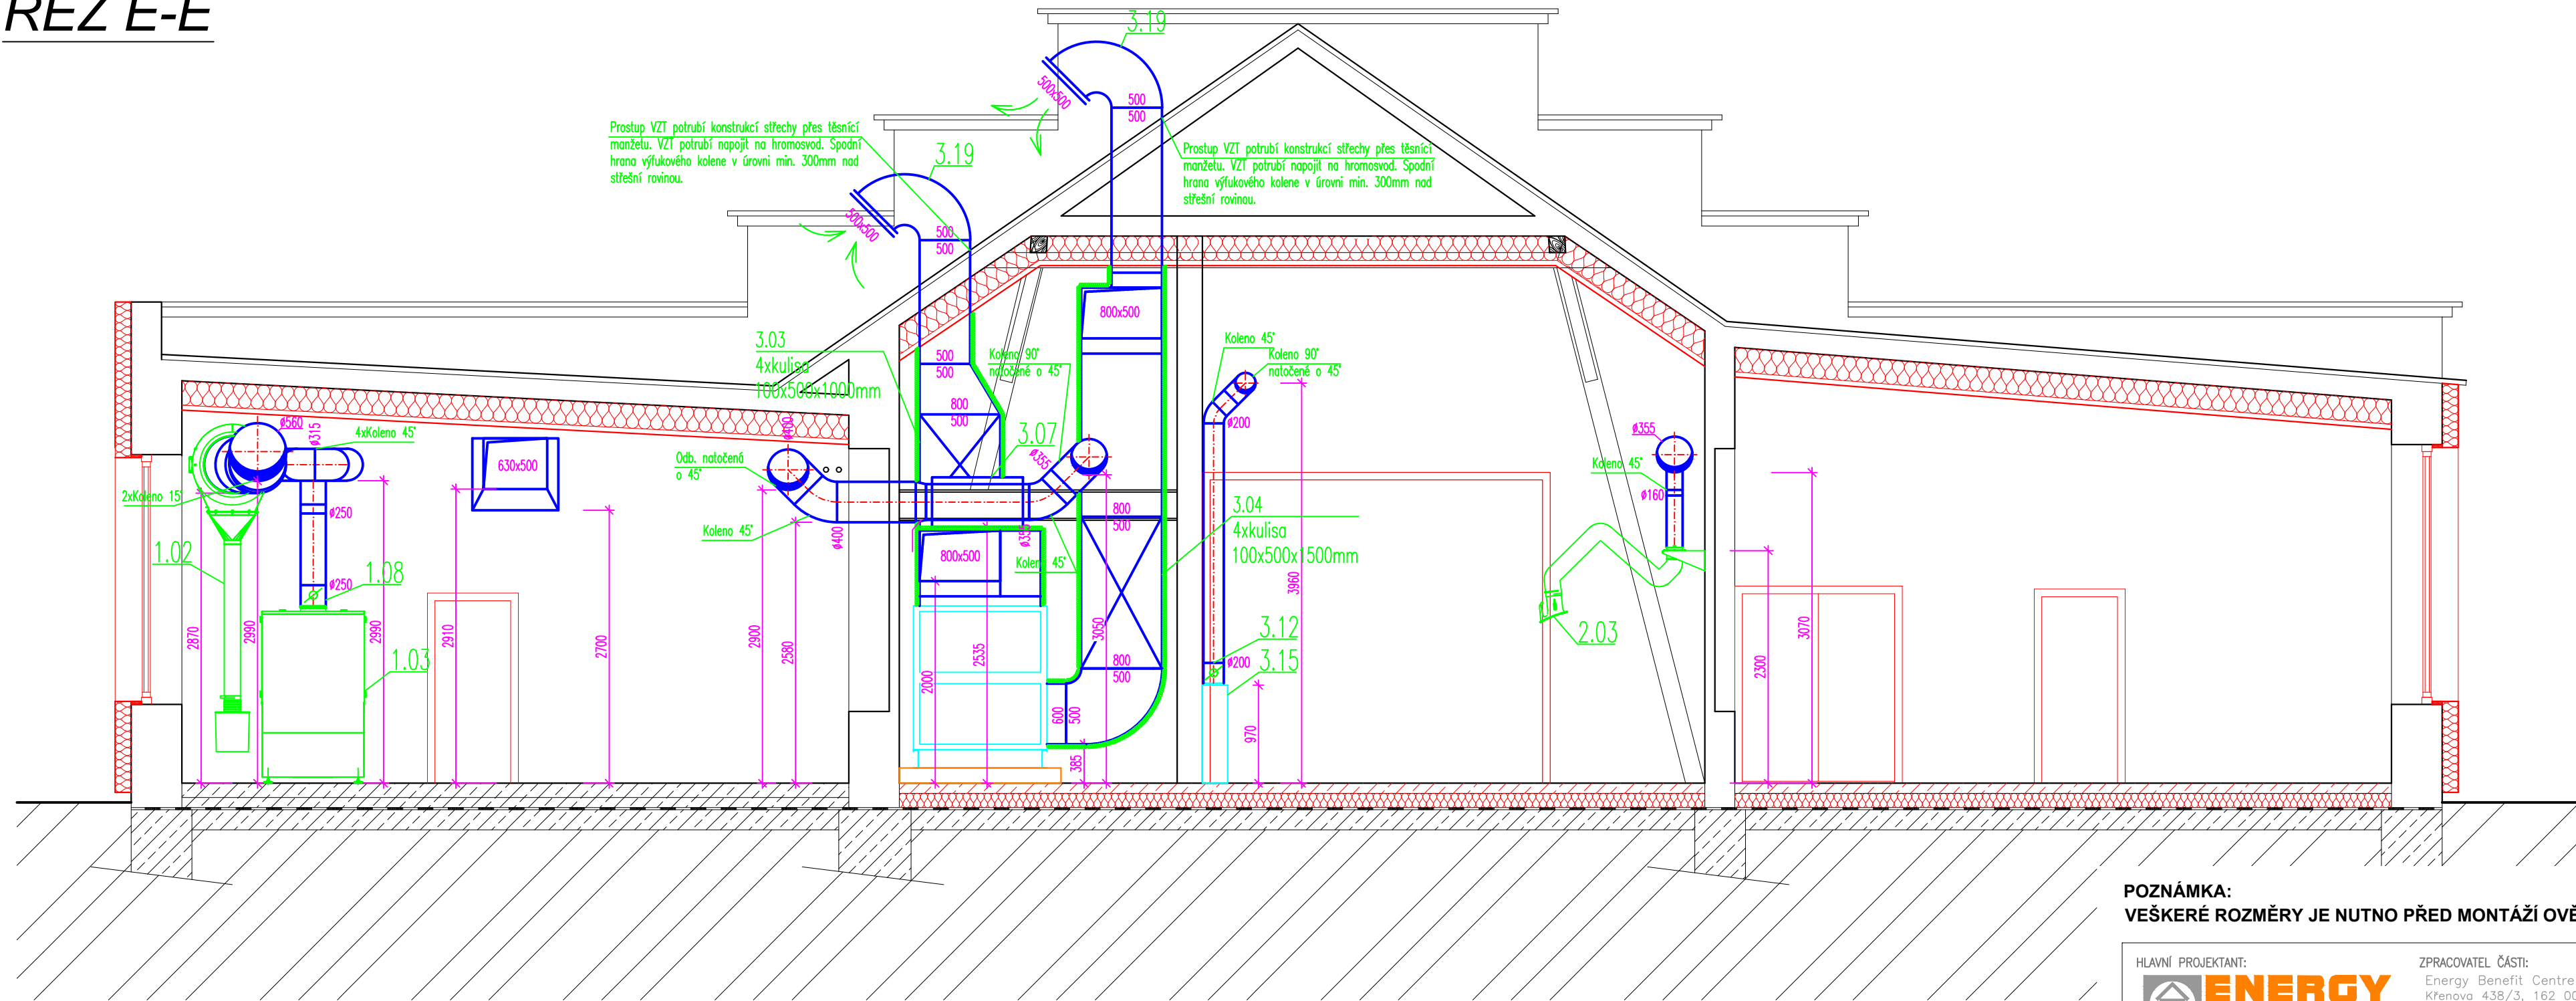 ŘEZ E-E
3.19
500x500
500
500
Prostup VZT potrubí konstrukcí střechy přes těsnící
manžetu. VZT potrubí napojit na hromosvod. Spodní
hrana výfukového kolene v úrovni min. 300mm nad
střešní rovinou.
3.19
500x500
500
500
Prostup VZT potrubí konstrukcí střechy přes těsnící
manžetu. VZT potrubí napojit na hromosvod. Spodní
hrana výfukového kolene v úrovni min. 300mm nad
střešní rovinou.
800x500
3.03
4xkulisa
100x500x1000mm
500
500
Koleno 90°
natočené o 45°
Koleno 45°
Koleno 90°
natočené o 45°
800
500
ø200
ø560
ø315
4xKoleno 45°
630x500
ø400
Odb. natočená
o 45°
3.07
ø355
ø355
Koleno 45°
ø160
2xKoleno 15°
ø250
Koleno 45°
ø400
800
500
3.04
4xkulisa
100x500x1500mm
1.02
1.08
ø250
800x500
Koleno 45°
3960
2870
2990
2990
1.03
2910
2700
2900
2580
2000
2535
3050
800
500
3.12
ø200
3.15
2.03
2300
3070
600
500
385
970
POZNÁMKA:
VEŠKERÉ ROZMĚRY JE NUTNO PŘED MONTÁŽÍ
HLAVNÍ PROJEKTANT:
ZPRACOVATEL ČÁSTI:
ENERGY
Energy Benefit Centre
Křenova 438/3, 162 00